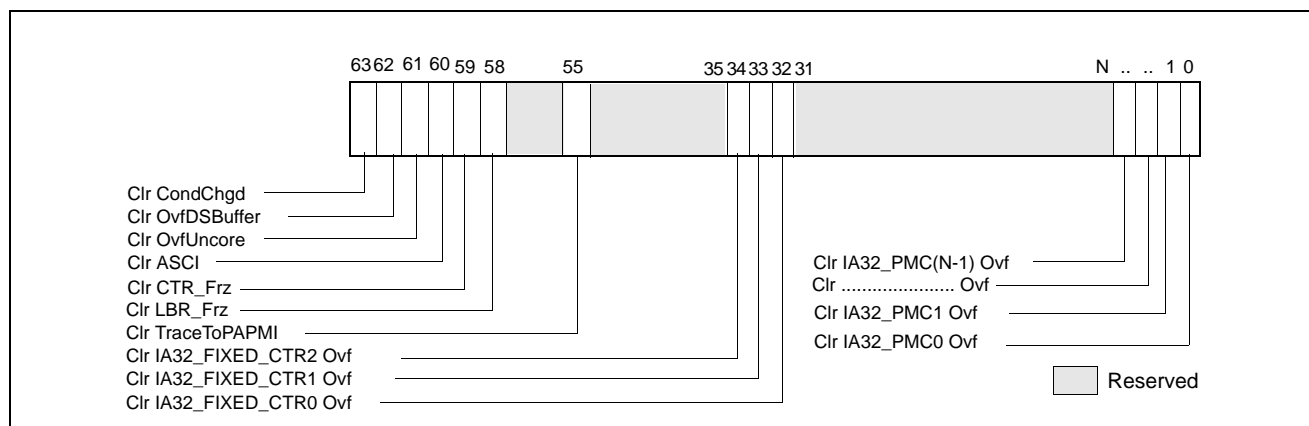 63 62 61 60 59 58 55 35 34 33 32 31 N .. .. 1 0
Clr CondChgd
Clr OvfDSBuffer
Clr OvfUncore
Clr ASCI
Clr CTR_Frz
Clr LBR_Frz
Clr TraceToPAPMI
Clr IA32_FIXED_CTR2 Ovf
Clr IA32_FIXED_CTR1 Ovf
Clr IA32_FIXED_CTR0 Ovf
Clr IA32_PMC(N-1) Ovf
Clr ...................... Ovf
Clr IA32_PMC1 Ovf
Clr IA32_PMC0 Ovf
Reserved